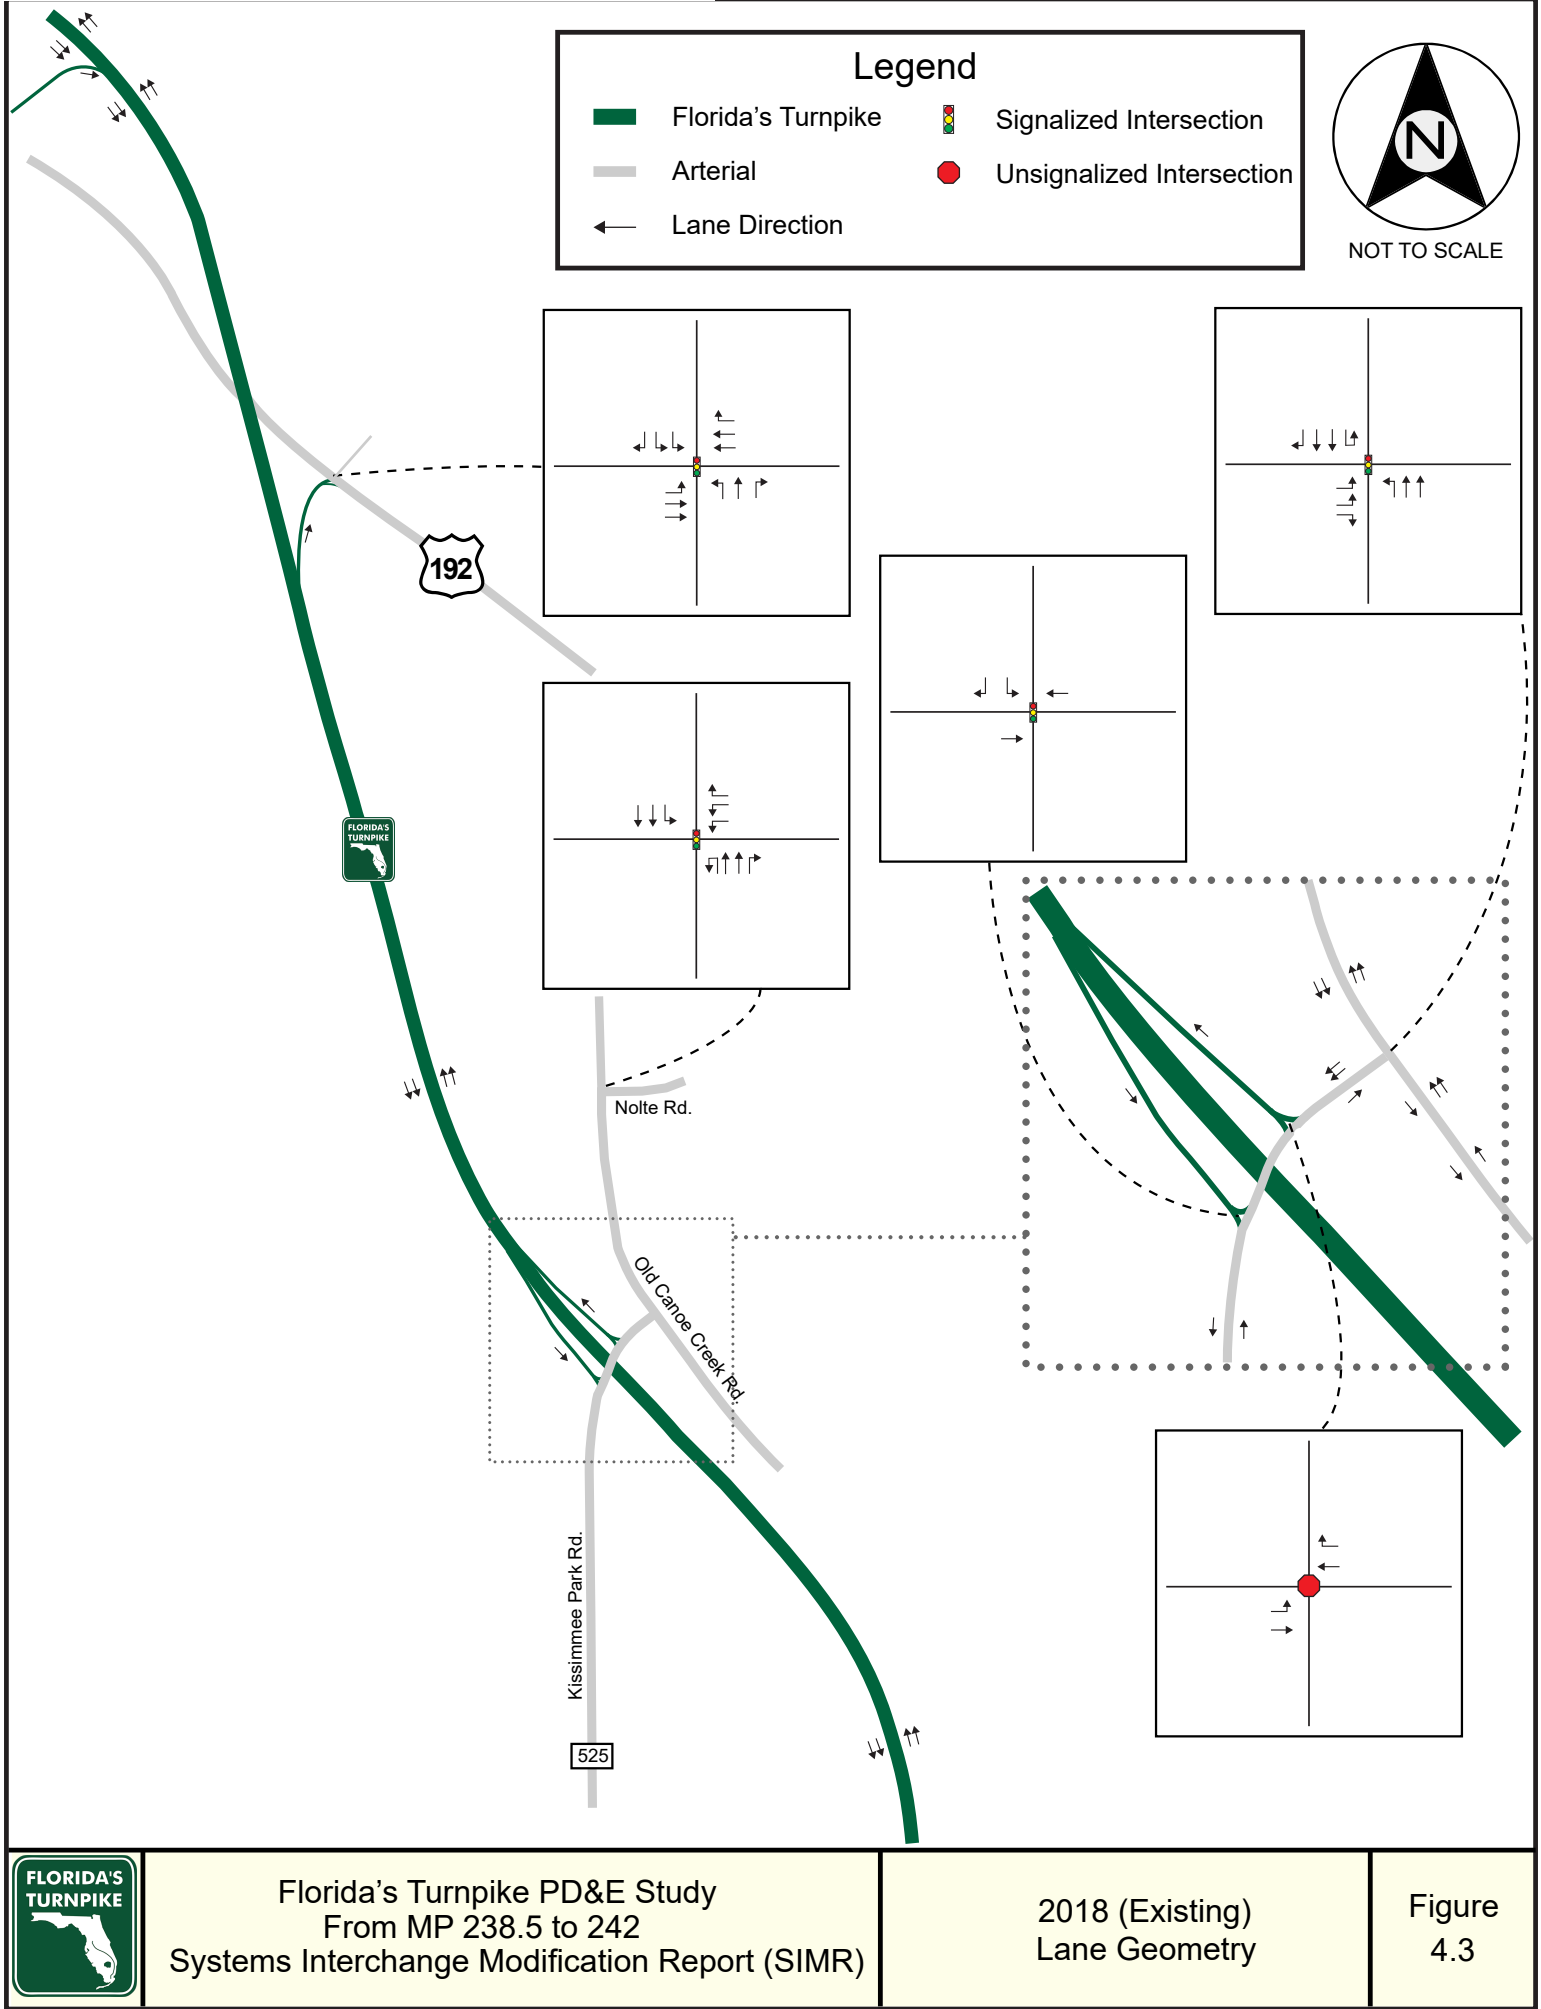 Legend
Florida's Turnpike
Signalized Intersection
Arterial
Unsignalized Intersection
Lane Direction
N
NOT TO SCALE
192
FLORIDA'S
TURNPIKE
Nolte Rd.
Old Canoe Creek Rd.
Kissimmee Park Rd.
525
FLORIDA'S
TURNPIKE
Florida's Turnpike PD&E Study
From MP 238.5 to 242
Systems Interchange Modification Report (SIMR)
2018 (Existing)
Lane Geometry
Figure
4.3